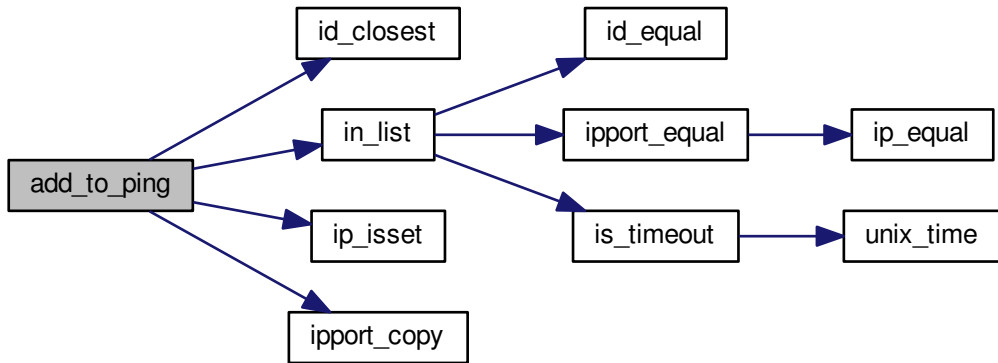 id_closest
id_equal
in_list
ipport_equal
ip_equal
add_to_ping
ip_isset
is_timeout
unix_time
ipport_copy